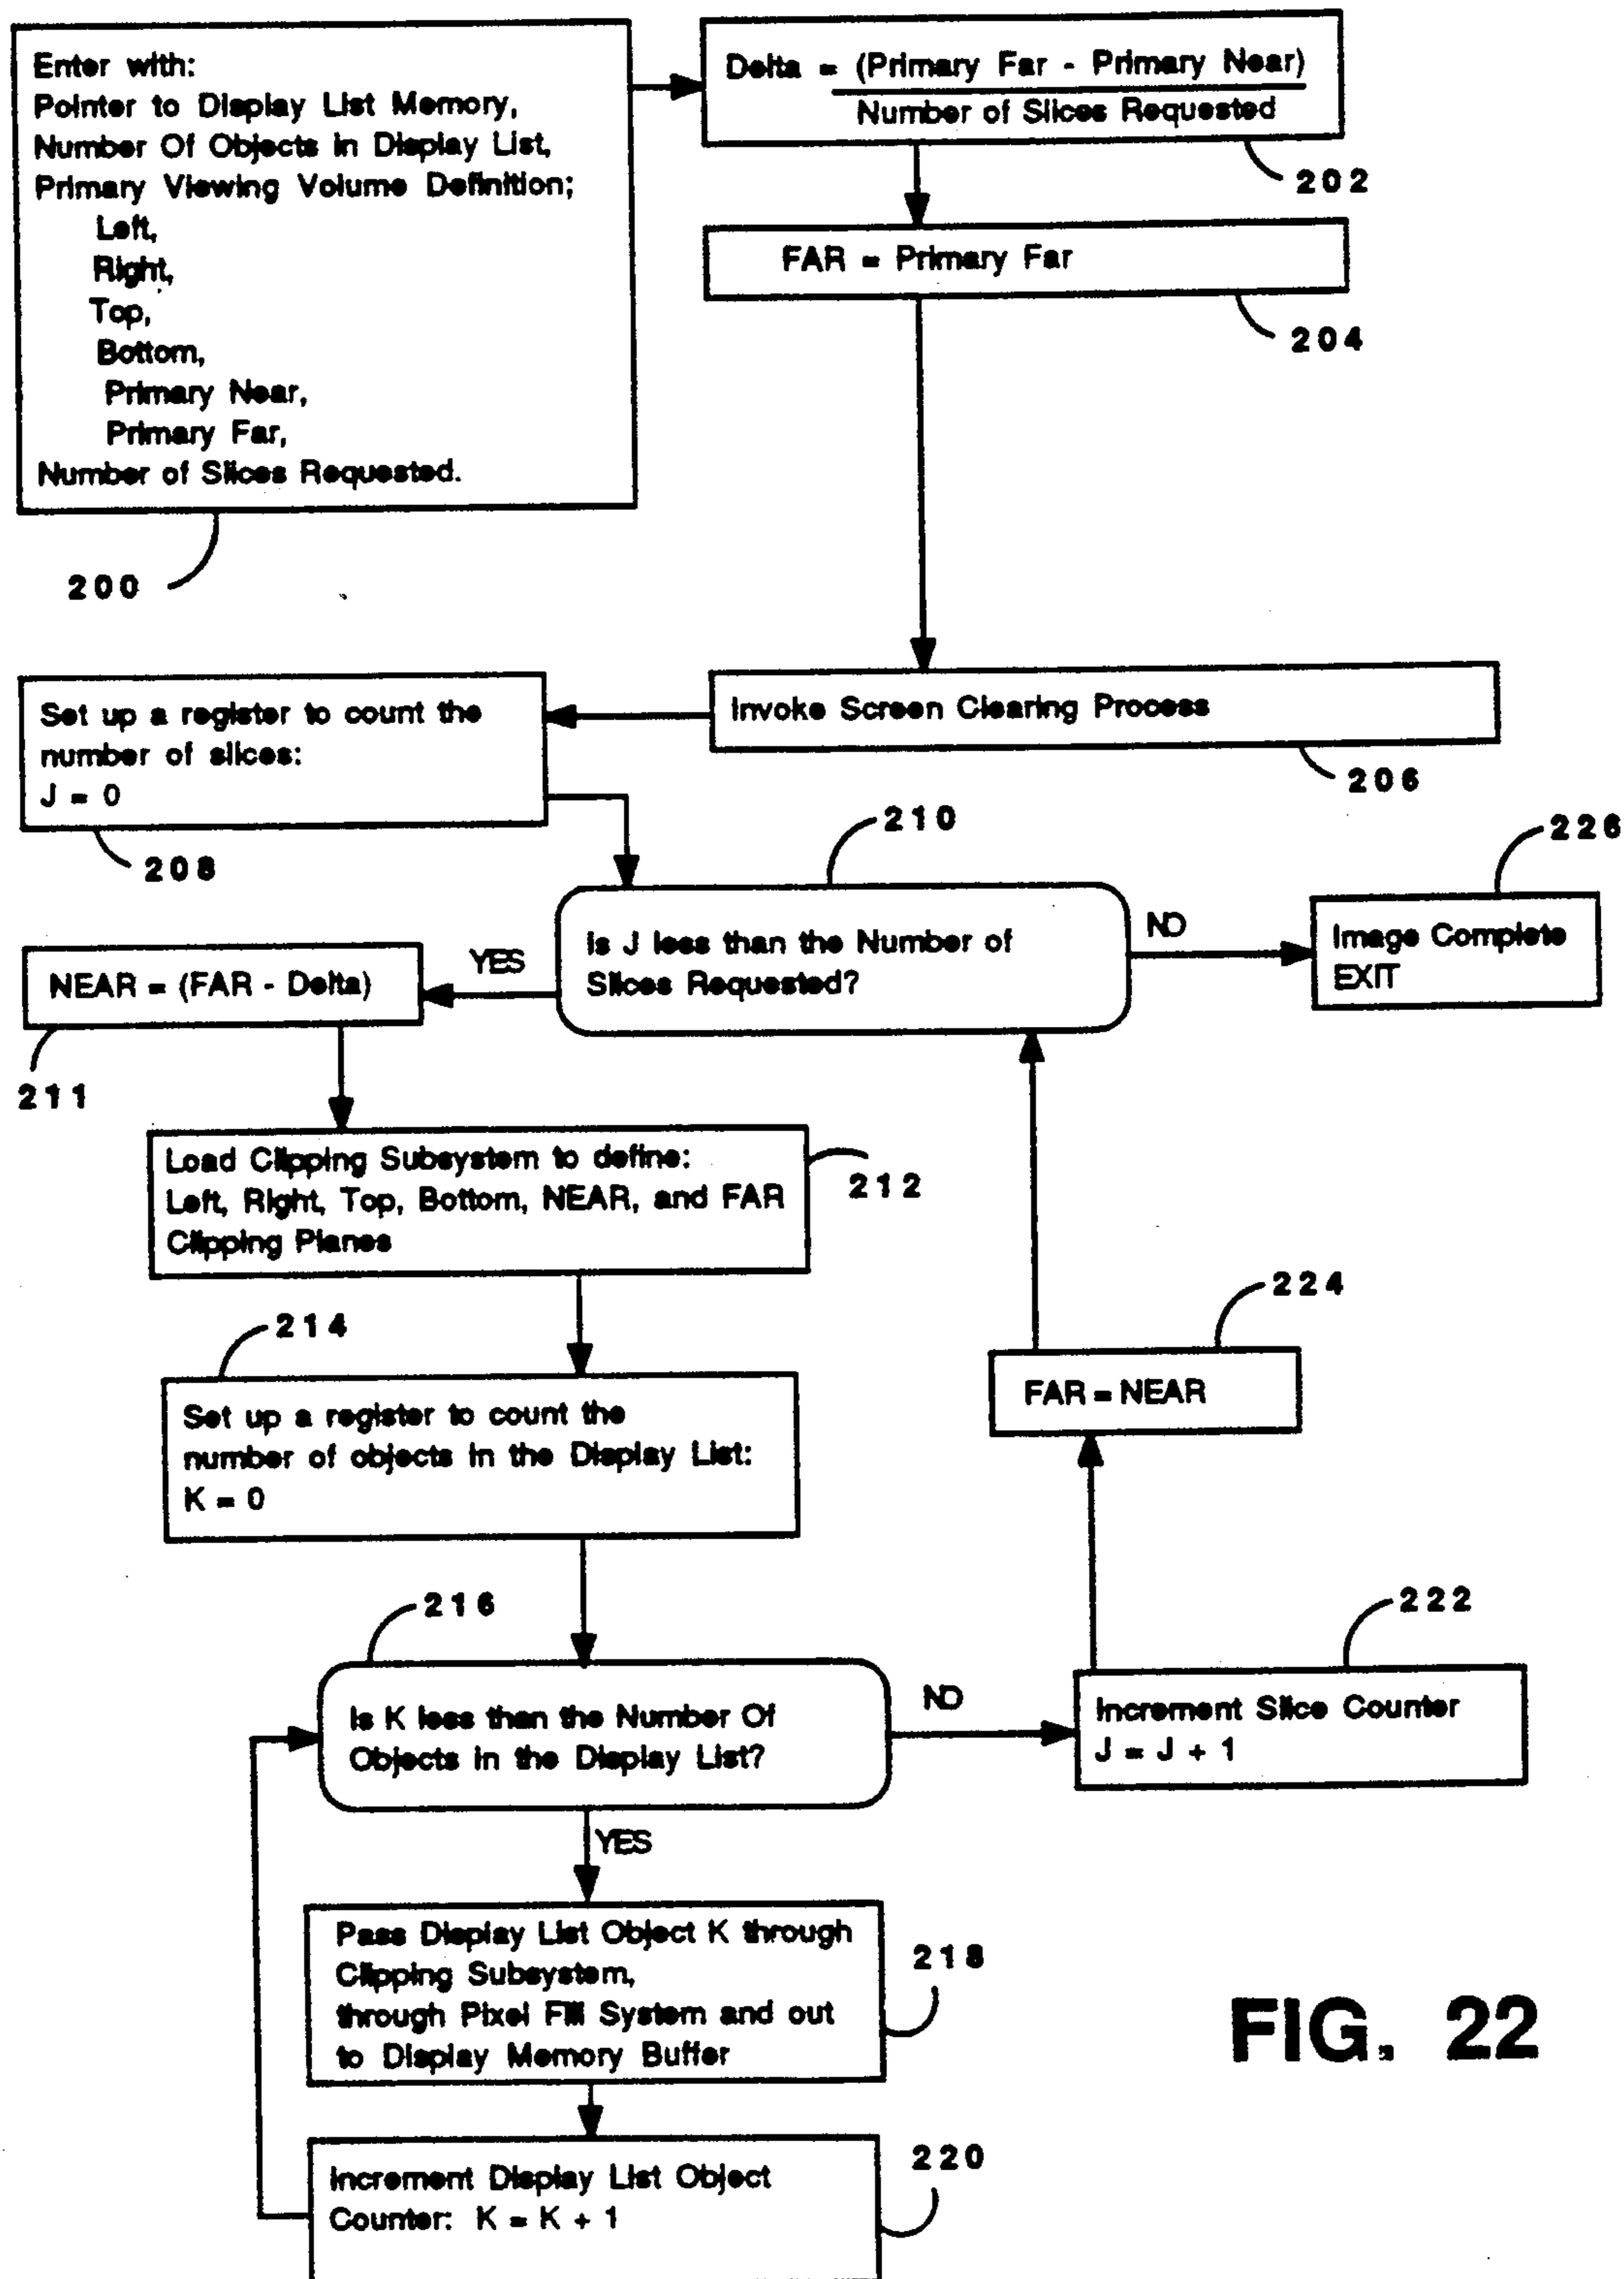 Enter with:
Pointer to Display List Memory,
Number Of Objects in Display List,
Primary Viewing Volume Definition;
Left,
Right,
Top,
Bottom,
Primary Near,
Primary Far,
Number of Slices Requested.
200
Delta = (Primary Far - Primary Near)
Number of Slices Requested
202
FAR = Primary Far
204
Invoke Screen Clearing Process
206
Set up a register to count the
number of slices:
J = 0
208
210
Is J less than the Number of
Slices Requested?
NO
226
Image Complete
EXIT
YES
NEAR = (FAR - Delta)
211
Load Clipping Subsystem to define:
Left, Right, Top, Bottom, NEAR, and FAR
Clipping Planes
212
214
Set up a register to count the
number of objects in the Display List:
K = 0
224
FAR = NEAR
216
Is K less than the Number Of
Objects in the Display List?
NO
222
Increment Slice Counter
J = J + 1
YES
Pass Display List Object K through
Clipping Subsystem,
through Pixel Fill System and out
to Display Memory Buffer
218
Increment Display List Object
Counter: K = K + 1
220
FIG. 22